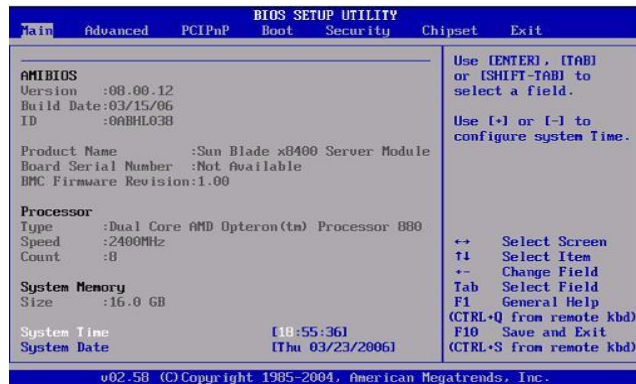 BIOS SETUP UTILITY
Main Advanced PCIPnP Boot Security Chipset Exit
AMIBIOS
Version :08.00.12
Build Date:03/15/06
ID :0ABHL038
Product Name :Sun Blade x8400 Server Module
Board Serial Number :Not Available
BMC Firmware Revision:1.00
Processor
Type :Dual Core AMD Opteron(tm) Processor 880
Speed :2400MHz
Count :8
System Memory
Size :16.0 GB
System Time [18:55:36]
System Date [Thu 03/23/2006]
Use [ENTER], [TAB]
or [SHIFT-TAB] to
select a field.
Use [+] or [-] to
configure system Time.
↔ Select Screen
↑↓ Select Item
+- Change Field
Tab Select Field
F1 General Help
(CTRL+Q from remote kbd)
F10 Save and Exit
(CTRL+S from remote kbd)
v02.58 (C)Copyright 1985-2004, American Megatrends, Inc.